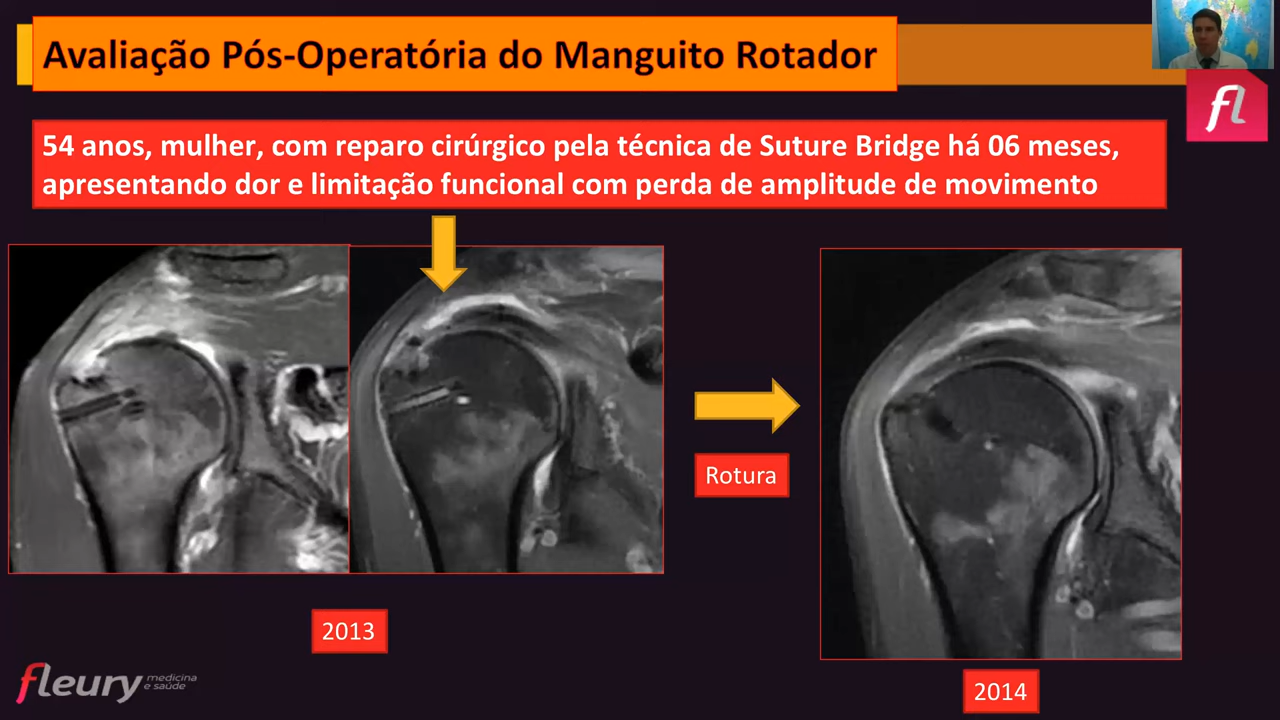 Avaliação Pós-Operatória do Manguito Rotador
fl
54 anos, mulher, com reparo cirúrgico pela técnica de Suture Bridge há 06 meses,
apresentando dor e limitação funcional com perda de amplitude de movimento
Rotura
2013
2014
fleury medicina
e saúde